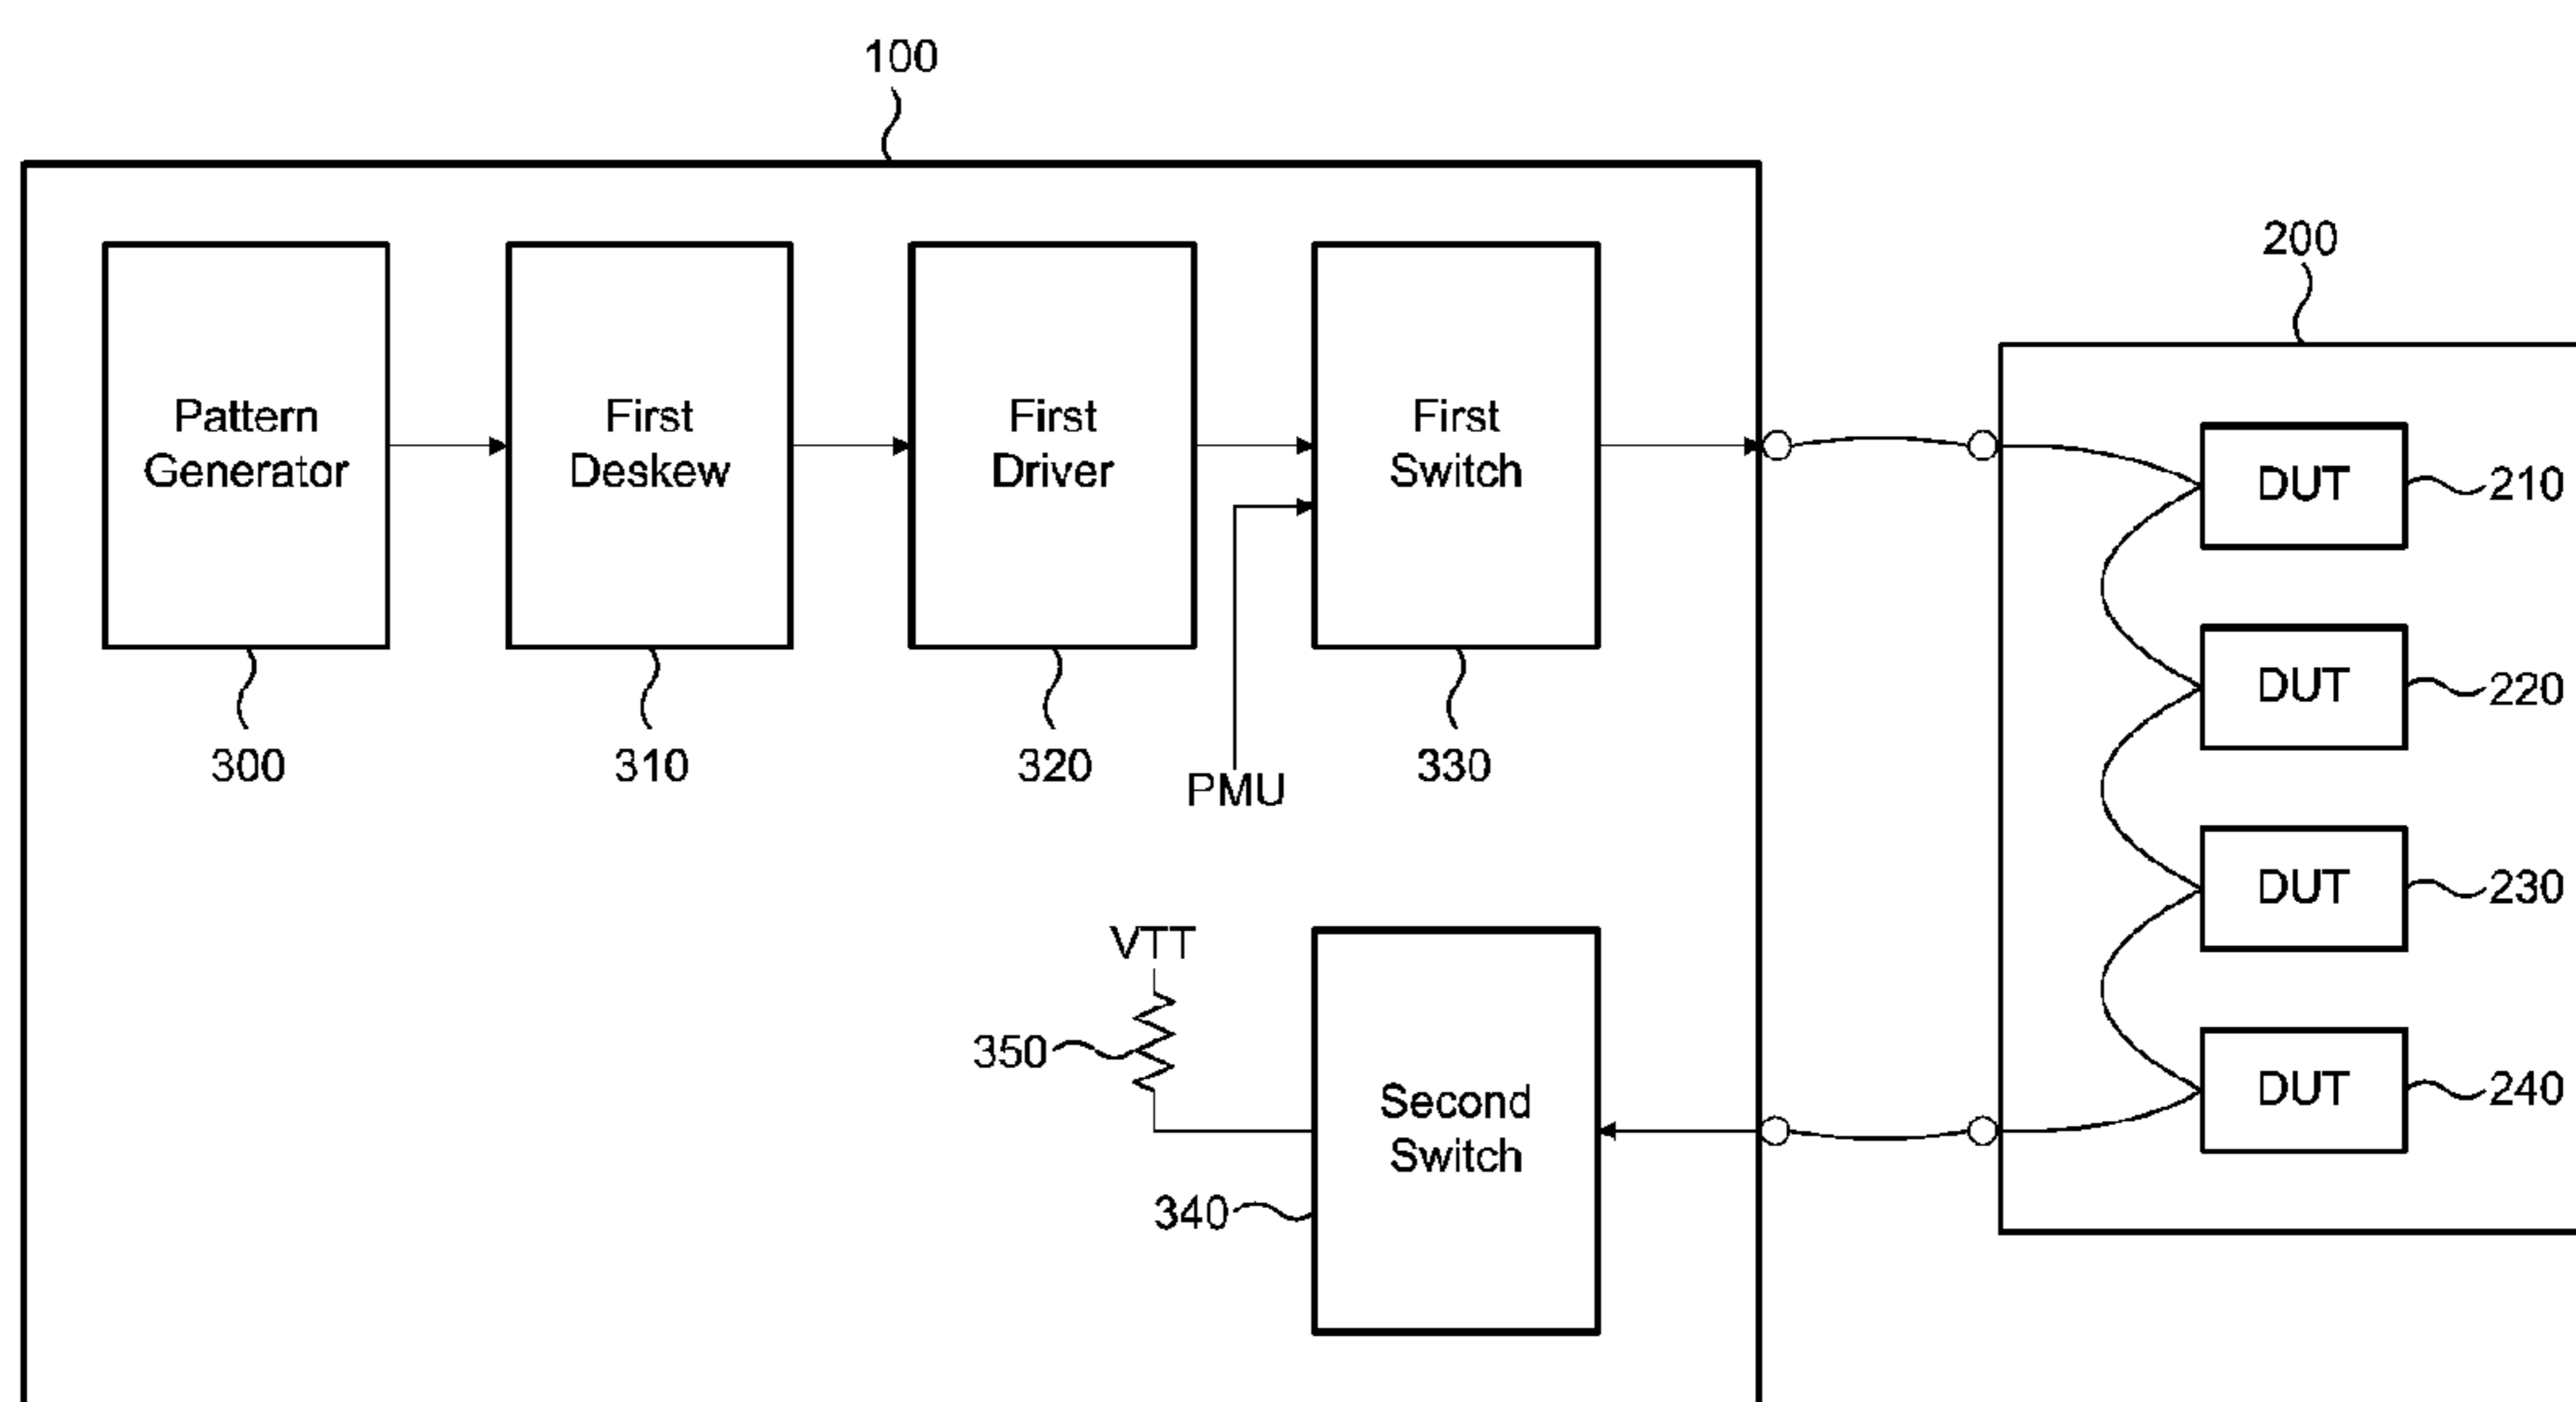 100
200
Pattern
Generator
First
Deskew
First
Driver
First
Switch
DUT
210
DUT
220
300
310
320
330
PMU
DUT
230
VTT
350
Second
Switch
340
DUT
240